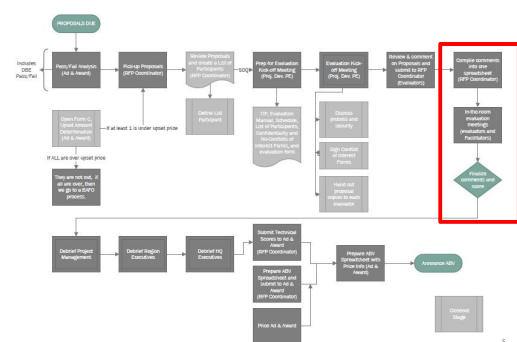 PROPOSALS DUE
Includes
DBE
Pass/Fail
Pass/Fail Analysis
(Ad & Award)
Pick-up Proposals
(RFP Coordinator)
Review Proposals
and create a List of
Participants
(RFP Coordinator)
SOQ
Prep for Evaluation
Kick-off Meeting
(Proj. Dev. PE)
Evaluation Kick-
off Meeting
(Proj. Dev. PE)
Review & comment
on Proposals and
submit to RFP
Coordinator
(Evaluators)
Compile comments
into one
spreadsheet
(RFP Coordinator)
Open Form C,
Upset Amount
Determination
(Ad & Award)
If at least 1 is under upset price
Define List
Participant
TIP, Evaluation
Manual, Schedule,
List of Participants,
Confidentiality and
No-Conflicts of
Interest Forms, and
evaluation form
Discuss
process and
security
Sign Conflict
of Interest
Forms
Hand out
proposal
copies to each
evaluator
In-the-room
evaluation
meetings
(evaluators and
Facilitators)
Finalize
comments and
score
If ALL are over upset price
They are not out, if
all are over, then
we go to a BAFO
process.
Debrief Project
Management
Debrief Region
Executives
Debrief HQ
Executives
Submit Technical
Scores to Ad &
Award
(RFP Coordinator)
Prepare ABV
Spreadsheet and
submit to Ad &
Award
(RFP Coordinator)
Price Ad & Award
Prepare ABV
Spreadsheet with
Price Info (Ad &
Award)
Announce ABV
Stage